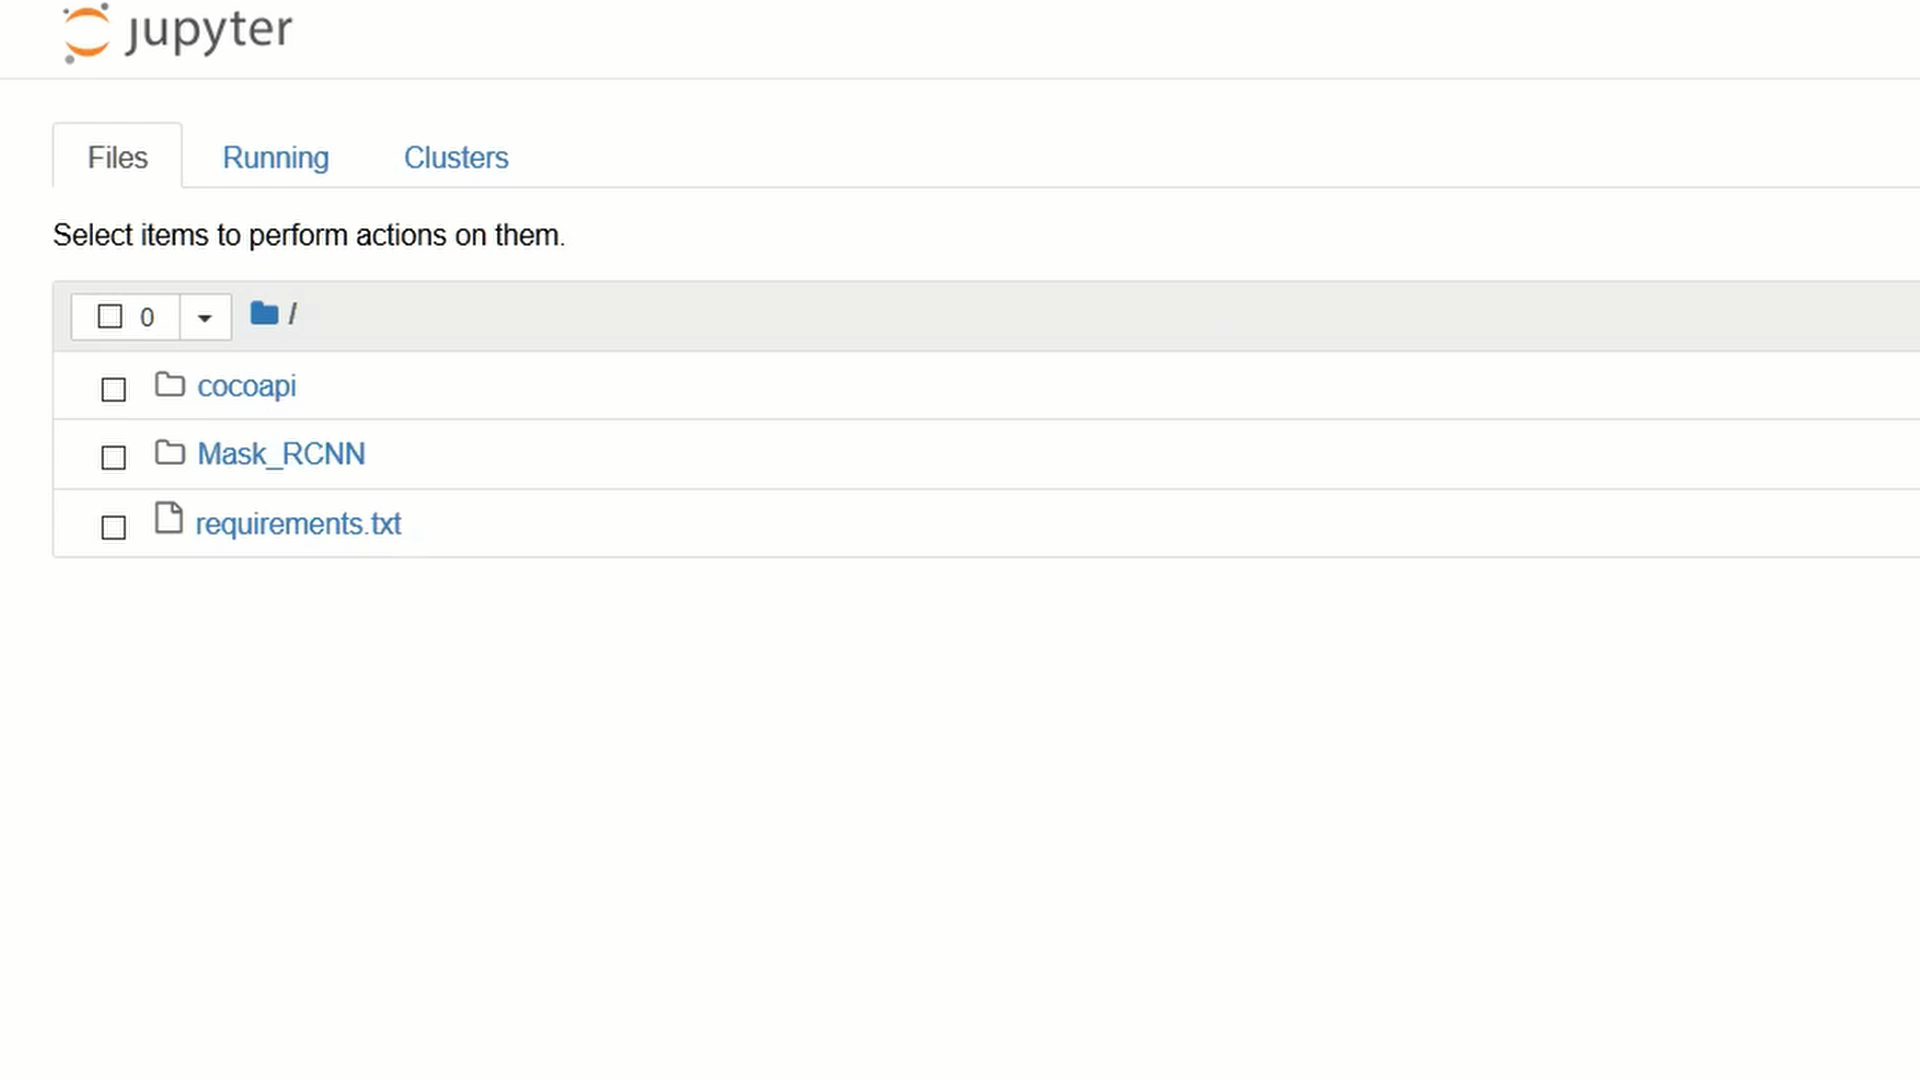 jupyter
Files Running Clusters
Select items to perform actions on them.
0 /
cocoapi
Mask_RCNN
requirements.txt